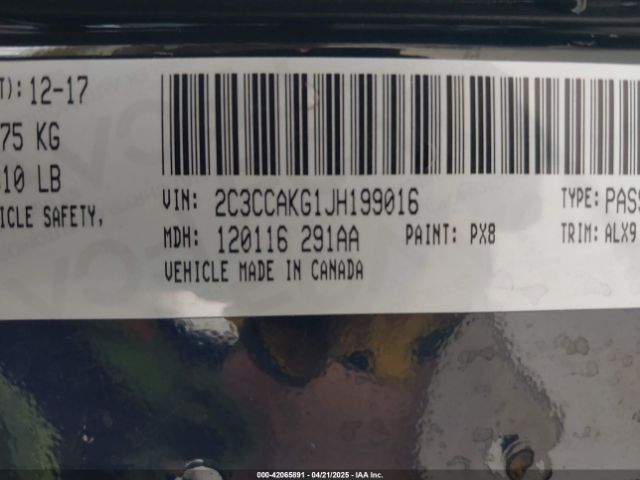 T): 12-17
75 KG
10 LB
ICLE SAFETY,
VIN: 2C3CCAKG1JH199016 TYPE: PASS
MDH: 120116 291AA PAINT: PX8 TRIM: ALX9
VEHICLE MADE IN CANADA
000-42065891 - 04/21/2025 - IAA Inc.